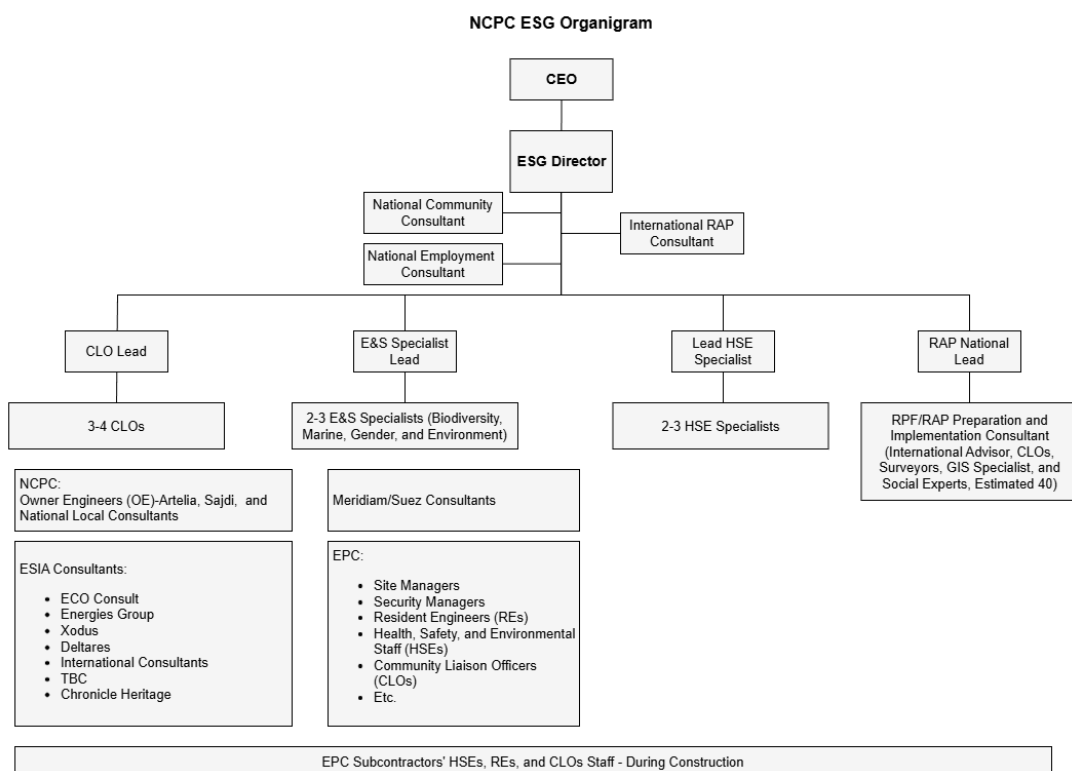 NCPC ESG Organigram
CEO
ESG Director
National Community
Consultant
International RAP
Consultant
National Employment
Consultant
CLO Lead
E&S Specialist
Lead
Lead HSE
Specialist
RAP National
Lead
3-4 CLOs
2-3 E&S Specialists (Biodiversity,
Marine, Gender, and Environment)
2-3 HSE Specialists
RPF/RAP Preparation and
Implementation Consultant
(International Advisor, CLOs,
Surveyors, GIS Specialist, and
Social Experts, Estimated 40)
NCPC:
Owner Engineers (OE)-Artelia, Sajdi, and
National Local Consultants
Meridiam/Suez Consultants
ESIA Consultants:
• ECO Consult
• Energies Group
• Xodus
• Deltares
• International Consultants
• TBC
• Chronicle Heritage
EPC:
• Site Managers
• Security Managers
• Resident Engineers (REs)
• Health, Safety, and Environmental
Staff (HSEs)
• Community Liaison Officers
(CLOs)
• Etc.
EPC Subcontractors' HSEs, REs, and CLOs Staff - During Construction